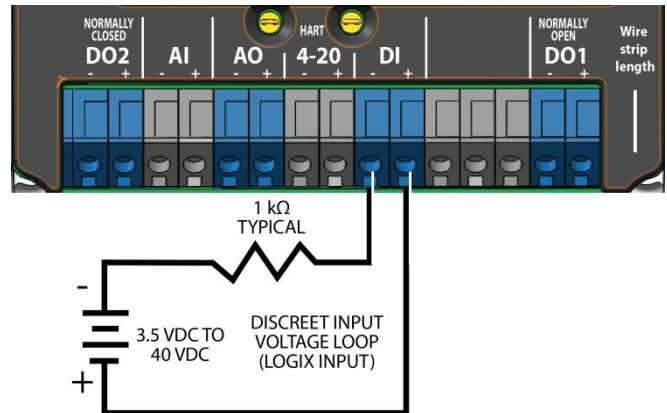 NORMALLY
CLOSED
DO2
- +
AI
- +
AO
- +
HART
4-20
- +
DI
- +
NORMALLY
OPEN
DO1
- +
Wire
strip
length
1 kΩ
TYPICAL
-
3.5 VDC TO
40 VDC
+
DISCREET INPUT
VOLTAGE LOOP
(LOGIX INPUT)